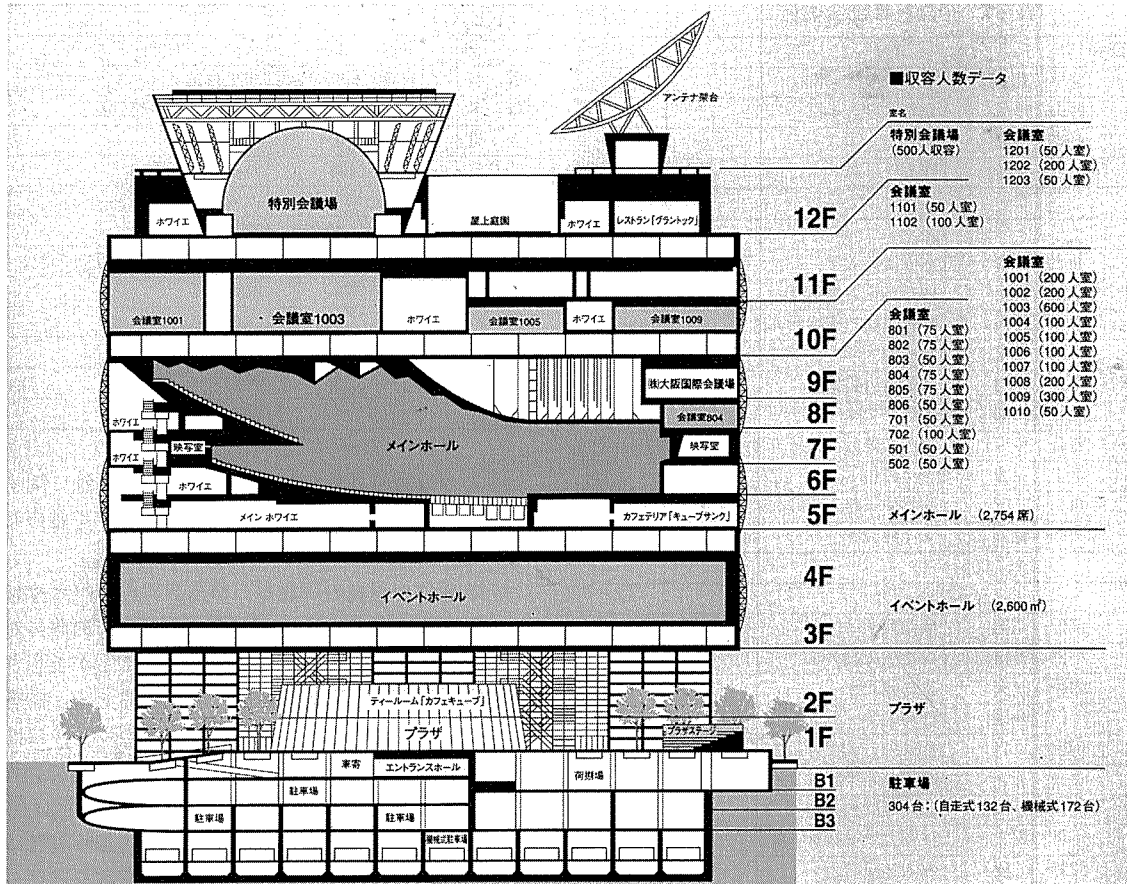 アンテナ架台
■収容人数データ
室名
特別会議場
(500人収容)
会議室
1201 (50人室)
1202 (200人室)
1203 (50人室)
会議室
1101 (50人室)
1102 (100人室)
会議室
1001 (200人室)
1002 (200人室)
1003 (600人室)
1004 (100人室)
1005 (100人室)
1006 (100人室)
1007 (100人室)
1008 (200人室)
1009 (300人室)
1010 (50人室)
会議室
801 (75人室)
802 (75人室)
803 (50人室)
804 (75人室)
805 (75人室)
806 (50人室)
701 (50人室)
702 (100人室)
501 (50人室)
502 (50人室)
メインホール (2,754席)
イベントホール (2,600㎡)
プラザ
駐車場
304台:(自走式132台、機械式172台)
12F
11F
10F
9F
8F
7F
6F
5F
4F
3F
2F
1F
B1
B2
B3
特別会議場
ホワイエ
屋上庭園
ホワイエ
レストラン「グラントック」
会議室1001
会議室1003
ホワイエ
会議室1005
ホワイエ
会議室1009
㈱大阪国際会議場
会議室804
ホワイエ
メインホール
映写室
映写室
ホワイエ
ホワイエ
メイン ホワイエ
カフェテリア「キューブサンク」
イベントホール
ティールーム「カフェキューブ」
プラザ
プラザステージ
車寄
エントランスホール
荷捌場
駐車場
駐車場
駐車場
機械式駐車場